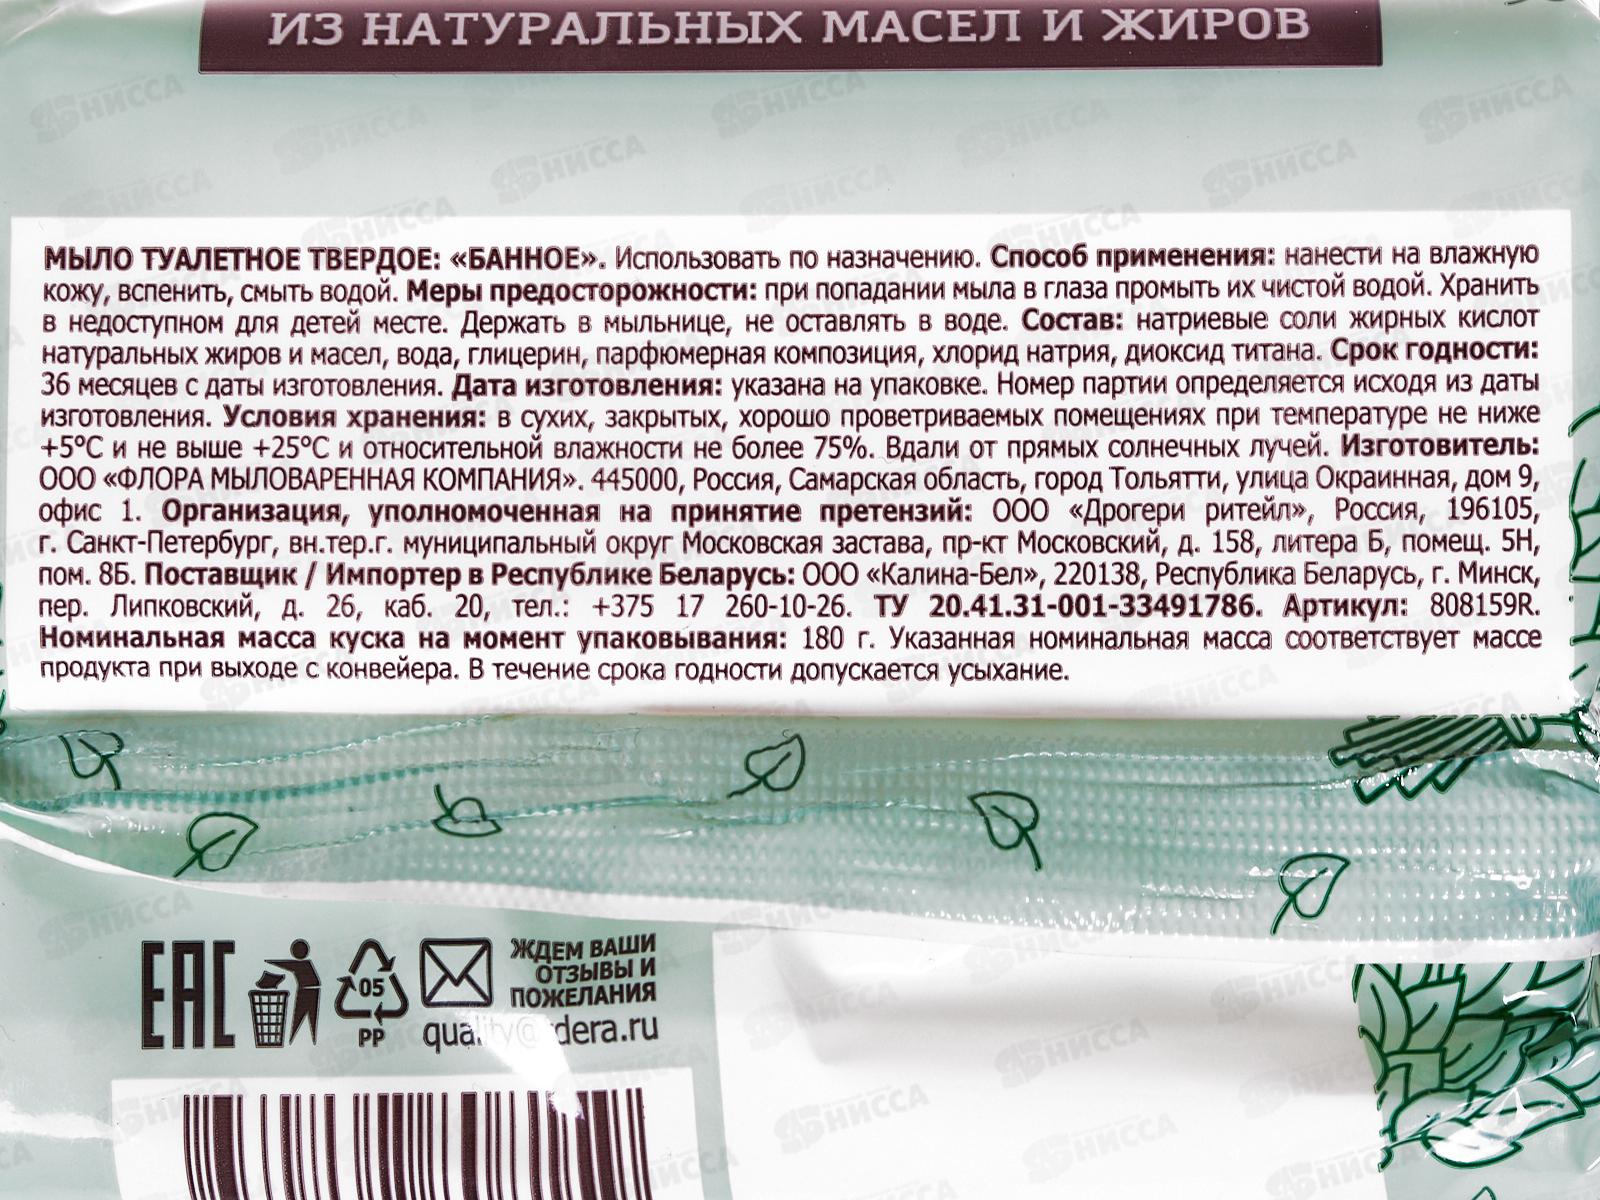 ИЗ НАТУРАЛЬНЫХ МАСЕЛ И ЖИРОВ
МЫЛО ТУАЛЕТНОЕ ТВЕРДОЕ: «БАННОЕ». Использовать по назначению. Способ применения: нанести на влажную
кожу, вспенить, смыть водой. Меры предосторожности: при попадании мыла в глаза промыть их чистой водой. Хранить
в недоступном для детей месте. Держать в мыльнице, не оставлять в воде. Состав: натриевые соли жирных кислот
натуральных жиров и масел, вода, глицерин, парфюмерная композиция, хлорид натрия, диоксид титана. Срок годности:
36 месяцев с даты изготовления. Дата изготовления: указана на упаковке. Номер партии определяется исходя из даты
изготовления. Условия хранения: в сухих, закрытых, хорошо проветриваемых помещениях при температуре не ниже
+5°С и не выше +25°С и относительной влажности не более 75%. Вдали от прямых солнечных лучей. Изготовитель:
ООО «ФЛОРА МЫЛОВАРЕННАЯ КОМПАНИЯ». 445000, Россия, Самарская область, город Тольятти, улица Окраинная, дом 9,
офис 1. Организация, уполномоченная на принятие претензий: ООО «Дрогери ритейл», Россия, 196105,
г. Санкт-Петербург, вн.тер.г. муниципальный округ Московская застава, пр-кт Московский, д. 158, литера Б, помещ. 5Н,
пом. 8Б. Поставщик / Импортер в Республике Беларусь: ООО «Калина-Бел», 220138, Республика Беларусь, г. Минск,
пер. Липковский, д. 26, каб. 20, тел.: +375 17 260-10-26. ТУ 20.41.31-001-33491786. Артикул: 808159R.
Номинальная масса куска на момент упаковывания: 180 г. Указанная номинальная масса соответствует массе
продукта при выходе с конвейера. В течение срока годности допускается усыхание.
ЕАС
05
PP
ЖДЕМ ВАШИ
ОТЗЫВЫ И
ПОЖЕЛАНИЯ
НИССА